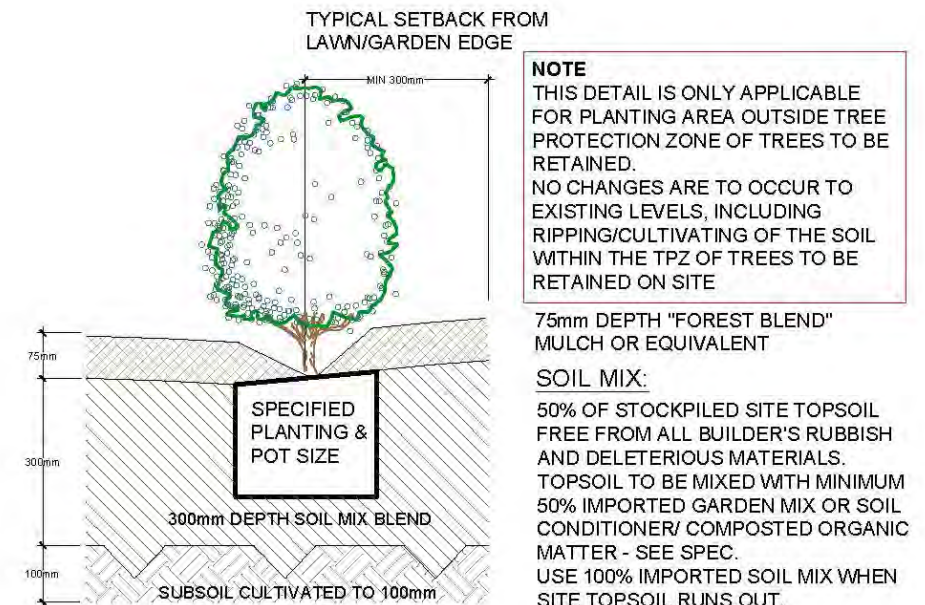 TYPICAL SETBACK FROM
LAWN/GARDEN EDGE
MIN 300mm
NOTE
THIS DETAIL IS ONLY APPLICABLE
FOR PLANTING AREA OUTSIDE TREE
PROTECTION ZONE OF TREES TO BE
RETAINED.
NO CHANGES ARE TO OCCUR TO
EXISTING LEVELS, INCLUDING
RIPPING/CULTIVATING OF THE SOIL
WITHIN THE TPZ OF TREES TO BE
RETAINED ON SITE
75mm DEPTH "FOREST BLEND"
MULCH OR EQUIVALENT
SOIL MIX:
50% OF STOCKPILED SITE TOPSOIL
FREE FROM ALL BUILDER'S RUBBISH
AND DELETERIOUS MATERIALS.
TOPSOIL TO BE MIXED WITH MINIMUM
50% IMPORTED GARDEN MIX OR SOIL
CONDITIONER/ COMPOSTED ORGANIC
MATTER - SEE SPEC.
USE 100% IMPORTED SOIL MIX WHEN
SITE TOPSOIL RUNS OUT
75mm
SPECIFIED
PLANTING &
POT SIZE
300mm
300mm DEPTH SOIL MIX BLEND
100mm
SUBSOIL CULTIVATED TO 100mm